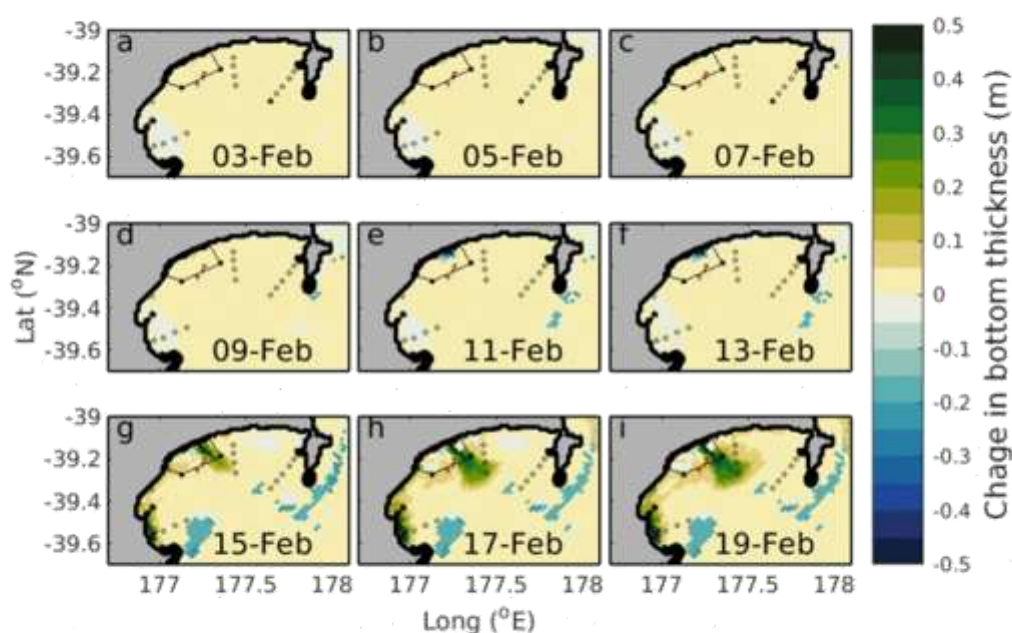 a
b
c
-39
-39.2
-39.4
-39.6
03-Feb
05-Feb
07-Feb
d
e
f
-39
-39.2
-39.4
-39.6
09-Feb
11-Feb
13-Feb
g
h
i
-39
-39.2
-39.4
-39.6
15-Feb
17-Feb
19-Feb
177
177.5
178
177
177.5
178
177
177.5
178
Lat (°N)
Long (°E)
0.5
0.4
0.3
0.2
0.1
0
-0.1
-0.2
-0.3
-0.4
-0.5
Chage in bottom thickness (m)